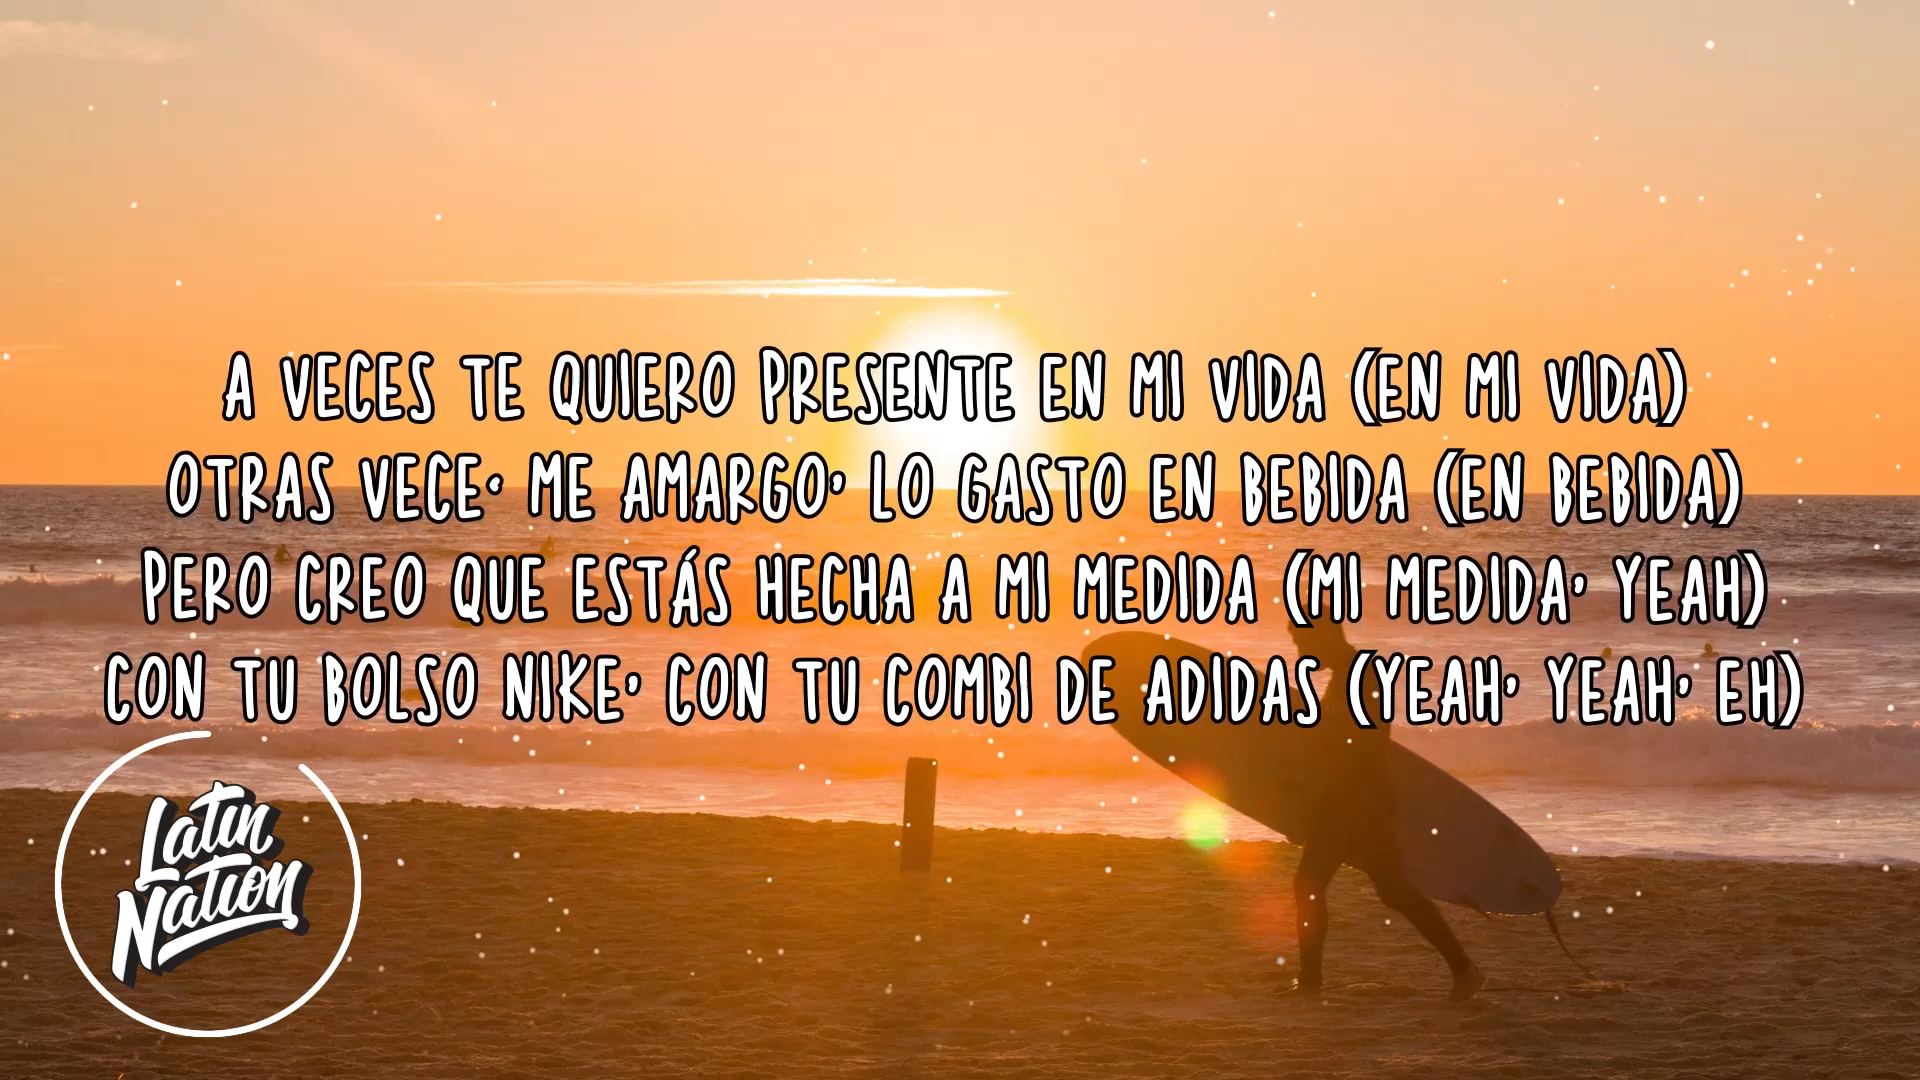 A VECES TE QUIERO PRESENTE EN MI VIDA (EN MI VIDA)
OTRAS VECE' ME AMARGO, LO GASTO EN BEBIDA (EN BEBIDA)
PERO CREO QUE ESTÁS HECHA A MI MEDIDA (MI MEDIDA, YEAH)
CON TU BOLSO NIKE, CON TU COMBI DE ADIDAS (YEAH, YEAH, EH)
Latin
Nation